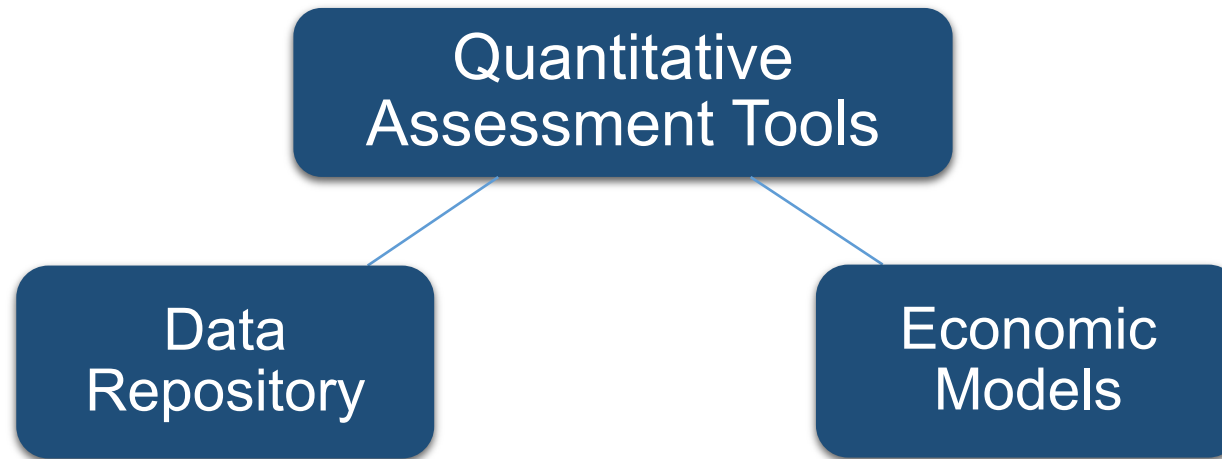 Quantitative
Assessment Tools
Data
Repository
Economic
Models